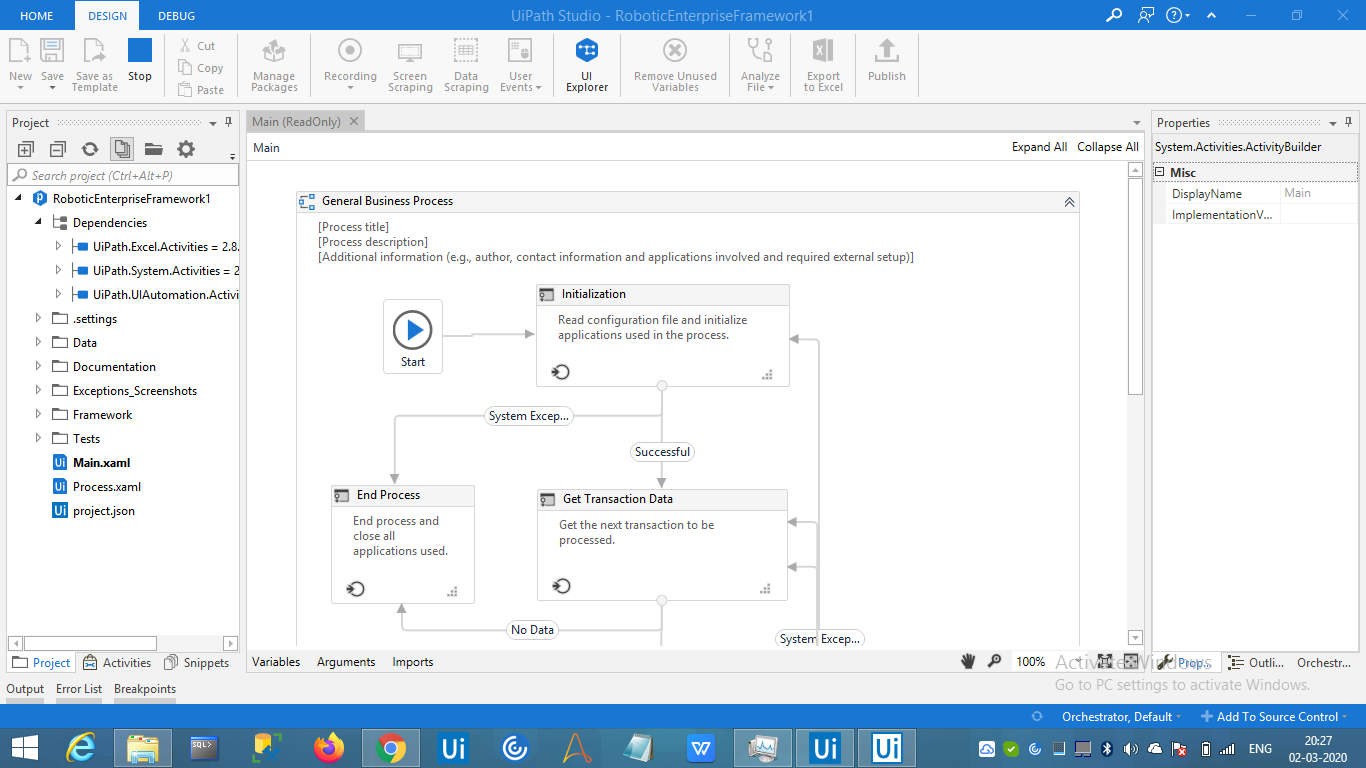 HOME DESIGN DEBUG UiPath Studio - RoboticEnterpriseFramework1
New Save Save as Template Stop
Cut
Copy
Paste
Manage Packages
Recording
Screen Scraping
Data Scraping
User Events
UI Explorer
Remove Unused Variables
Analyze File
Export to Excel
Publish
Project
Search project (Ctrl+Alt+P)
RoboticEnterpriseFramework1
Dependencies
UiPath.Excel.Activities = 2.8.
UiPath.System.Activities = 2
UiPath.UIAutomation.Activi
.settings
Data
Documentation
Exceptions_Screenshots
Framework
Tests
Main.xaml
Process.xaml
project.json
Project Activities Snippets
Main (ReadOnly)
Main Expand All Collapse All
General Business Process
[Process title]
[Process description]
[Additional information (e.g., author, contact information and applications involved and required external setup)]
Start
Initialization
Read configuration file and initialize
applications used in the process.
System Excep...
Successful
End Process
End process and
close all
applications used.
Get Transaction Data
Get the next transaction to be
processed.
No Data
System Excep...
Variables Arguments Imports 100%
Properties
System.Activities.ActivityBuilder
Misc
DisplayName Main
ImplementationV...
Prop... Outli... Orchestr...
Activate Windows
Go to PC settings to activate Windows.
Output Error List Breakpoints
Orchestrator, Default Add To Source Control
SQL Ui W Ui Ui
ENG
20:27
02-03-2020